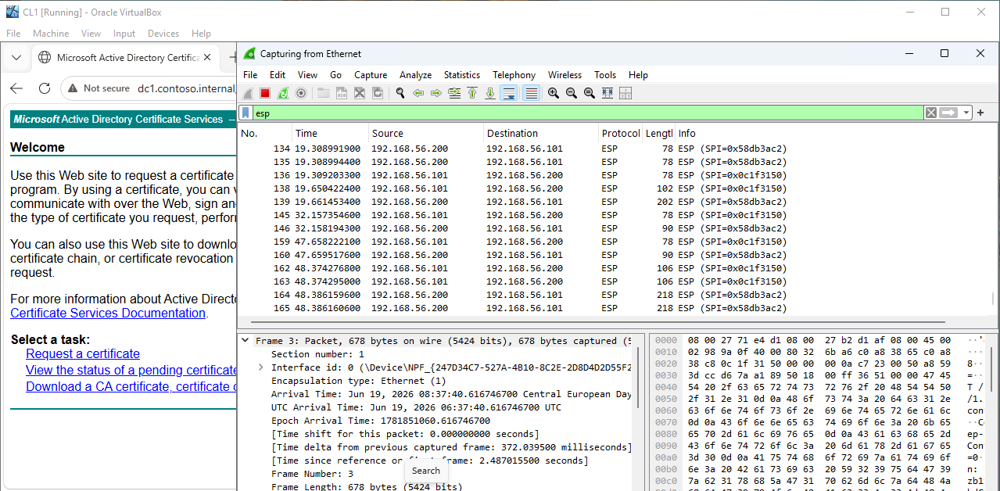 CL1 [Running] - Oracle VirtualBox
File Machine View Input Devices Help
Microsoft Active Directory Certifica
Not secure dc1.contoso.internal
Microsoft Active Directory Certificate Services –
Welcome
Use this Web site to request a certificate
program. By using a certificate, you can
communicate with over the Web, sign an
the type of certificate you request, perfor
You can also use this Web site to downlo
certificate chain, or certificate revocation
request.
For more information about Active Direct
Certificate Services Documentation.
Select a task:
Request a certificate
View the status of a pending certificate
Download a CA certificate, certificate
Capturing from Ethernet
File Edit View Go Capture Analyze Statistics Telephony Wireless Tools Help
esp
No. Time Source Destination Protocol Lengtl Info
134 19.308991900 192.168.56.200 192.168.56.101 ESP 78 ESP (SPI=0x58db3ac2)
135 19.308994400 192.168.56.200 192.168.56.101 ESP 78 ESP (SPI=0x58db3ac2)
136 19.309203300 192.168.56.101 192.168.56.200 ESP 78 ESP (SPI=0x0c1f3150)
138 19.650422400 192.168.56.101 192.168.56.200 ESP 102 ESP (SPI=0x0c1f3150)
139 19.661453400 192.168.56.200 192.168.56.101 ESP 202 ESP (SPI=0x58db3ac2)
145 32.157354600 192.168.56.101 192.168.56.200 ESP 78 ESP (SPI=0x0c1f3150)
146 32.158194300 192.168.56.200 192.168.56.101 ESP 90 ESP (SPI=0x58db3ac2)
159 47.658222100 192.168.56.101 192.168.56.200 ESP 78 ESP (SPI=0x0c1f3150)
160 47.659517600 192.168.56.200 192.168.56.101 ESP 90 ESP (SPI=0x58db3ac2)
162 48.374276800 192.168.56.101 192.168.56.200 ESP 106 ESP (SPI=0x0c1f3150)
163 48.374295000 192.168.56.101 192.168.56.200 ESP 106 ESP (SPI=0x0c1f3150)
164 48.386159600 192.168.56.200 192.168.56.101 ESP 218 ESP (SPI=0x58db3ac2)
165 48.386160600 192.168.56.200 192.168.56.101 ESP 218 ESP (SPI=0x58db3ac2)
Frame 3: Packet, 678 bytes on wire (5424 bits), 678 bytes captured (5
Section number: 1
Interface id: 0 (\Device\NPF_{247D34C7-527A-4B10-8C2E-2D8D4D2D55F2
Encapsulation type: Ethernet (1)
Arrival Time: Jun 19, 2026 08:37:40.616746700 Central European Day
UTC Arrival Time: Jun 19, 2026 06:37:40.616746700 UTC
Epoch Arrival Time: 1781851060.616746700
[Time shift for this packet: 0.000000000 seconds]
[Time delta from previous captured frame: 372.039500 milliseconds]
[Time since reference or first frame: 2.487015500 seconds]
Frame Number: 3
Frame Length: 678 bytes (5424 bits)
Search
0000 08 00 27 71 e4 d1 08 00 27 b2 d1 af 08 00 45 00 ··'
0010 02 98 9a 0f 40 00 80 32 6b a6 c0 a8 38 65 c0 a8
0020 38 c8 0c 1f 31 50 00 00 00 0a c7 23 00 50 a8 59 8···
0030 3d cc d6 7a a1 89 50 18 00 ff 36 51 00 00 47 45 =··
0040 54 20 2f 63 65 72 74 73 72 76 2f 20 48 54 54 50 T /
0050 2f 31 2e 31 0d 0a 48 6f 73 74 3a 20 64 63 31 2e /1.
0060 63 6f 6e 74 6f 73 6f 2e 69 6e 74 65 72 6e 61 6c con
0070 0d 0a 43 6f 6e 6e 65 63 74 69 6f 6e 3a 20 6b 65 ··C
0080 65 70 2d 61 6c 69 76 65 0d 0a 43 61 63 68 65 2d ep-
0090 43 6f 6e 74 72 6f 6c 3a 20 6d 61 78 2d 61 67 65 Con
00a0 3d 30 0d 0a 41 75 74 68 6f 72 69 7a 61 74 69 6f =0·
00b0 6e 3a 20 42 61 73 69 63 20 59 32 39 75 64 47 39 n:
00c0 7a 62 31 78 68 5a 47 31 70 62 6d 6c 7a 64 48 4a zb1